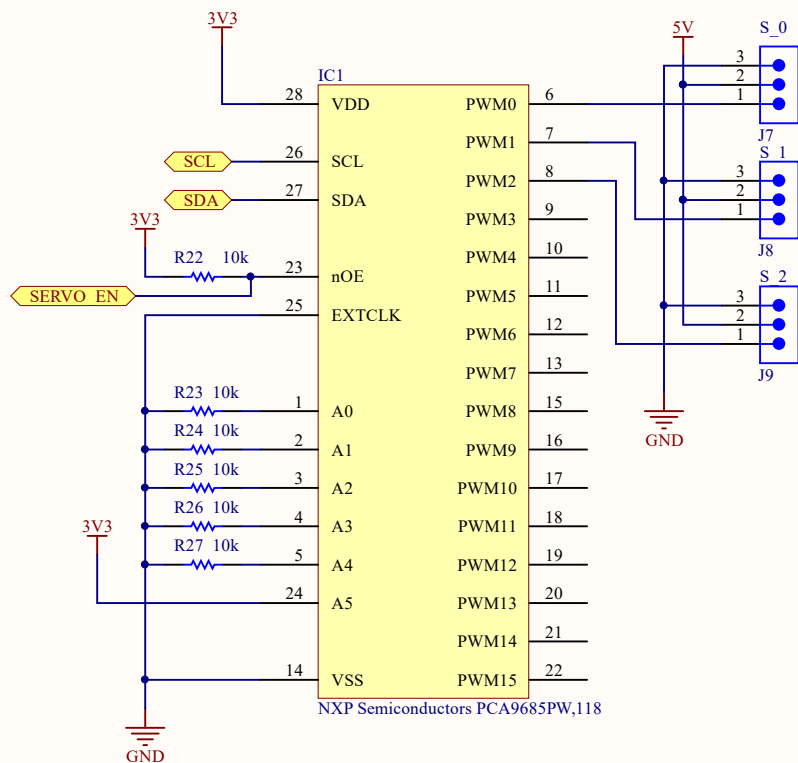 3V3
5V
S_0
IC1
3
28
VDD
PWM0
6
2
1
7
PWM1
J7
SCL
26
SCL
S_1
8
PWM2
3
SDA
27
SDA
2
3V3
9
PWM3
1
R22 10k
10
PWM4
J8
23
nOE
S_2
SERVO_EN
11
PWM5
3
25
EXTCLK
2
12
PWM6
1
13
PWM7
J9
R23 10k
1
A0
PWM8
15
GND
R24 10k
2
A1
PWM9
16
R25 10k
3
A2
PWM10
17
R26 10k
4
A3
PWM11
18
3V3
R27 10k
5
A4
PWM12
19
24
A5
PWM13
20
PWM14
21
14
VSS
PWM15
22
NXP Semiconductors PCA9685PW,118
GND